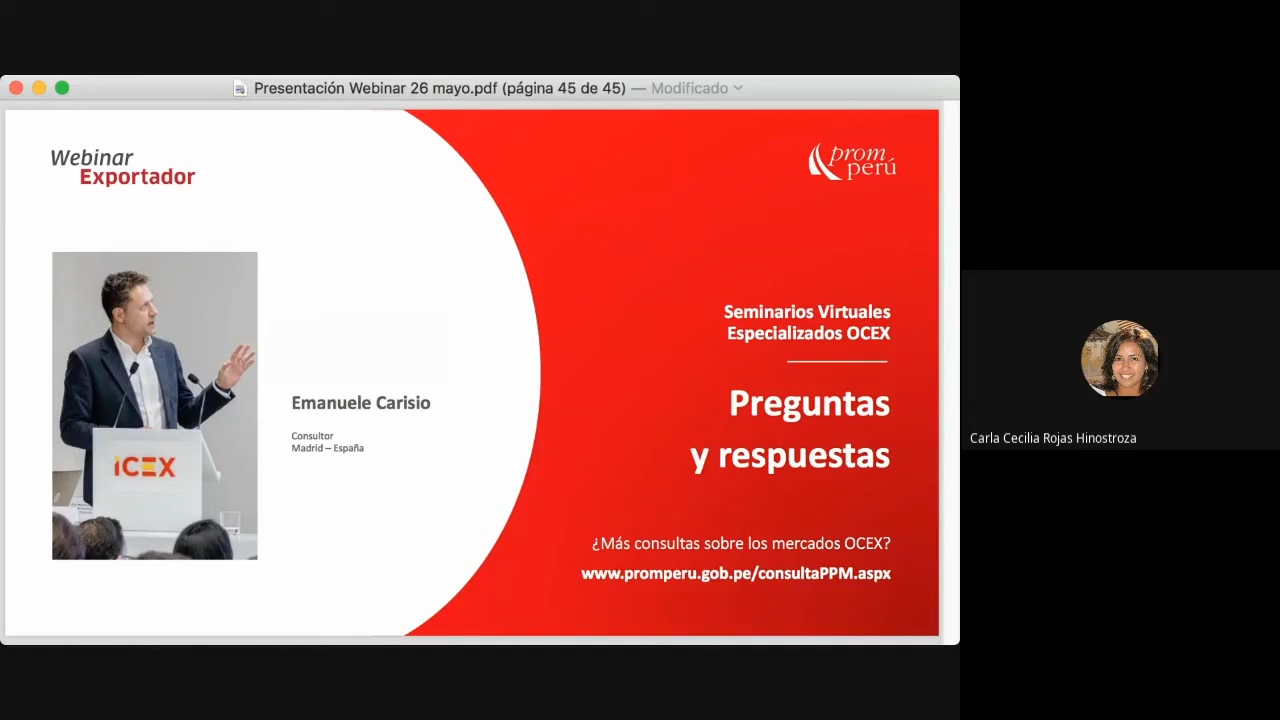 Presentación Webinar 26 mayo.pdf (página 45 de 45) — Modificado
Webinar
Exportador
prom
perú
Emanuele Carisio
Consultor
Madrid – España
iCEX
Seminarios Virtuales
Especializados OCEX
Preguntas
y respuestas
¿Más consultas sobre los mercados OCEX?
www.promperu.gob.pe/consultaPPM.aspx
Carla Cecilia Rojas Hinostroza